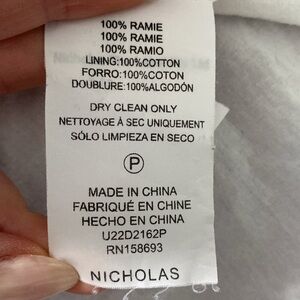 100% RAMIE
100% RAMIE
100% RAMIO
LINING:100%COTTON
FORRO:100%COTON
DOUBLURE:100%ALGODÓN
DRY CLEAN ONLY
NETTOYAGE À SEC UNIQUEMENT
SÓLO LIMPIEZA EN SECO
P
MADE IN CHINA
FABRIQUÉ EN CHINE
HECHO EN CHINA
U22D2162P
RN158693
NICHOLAS